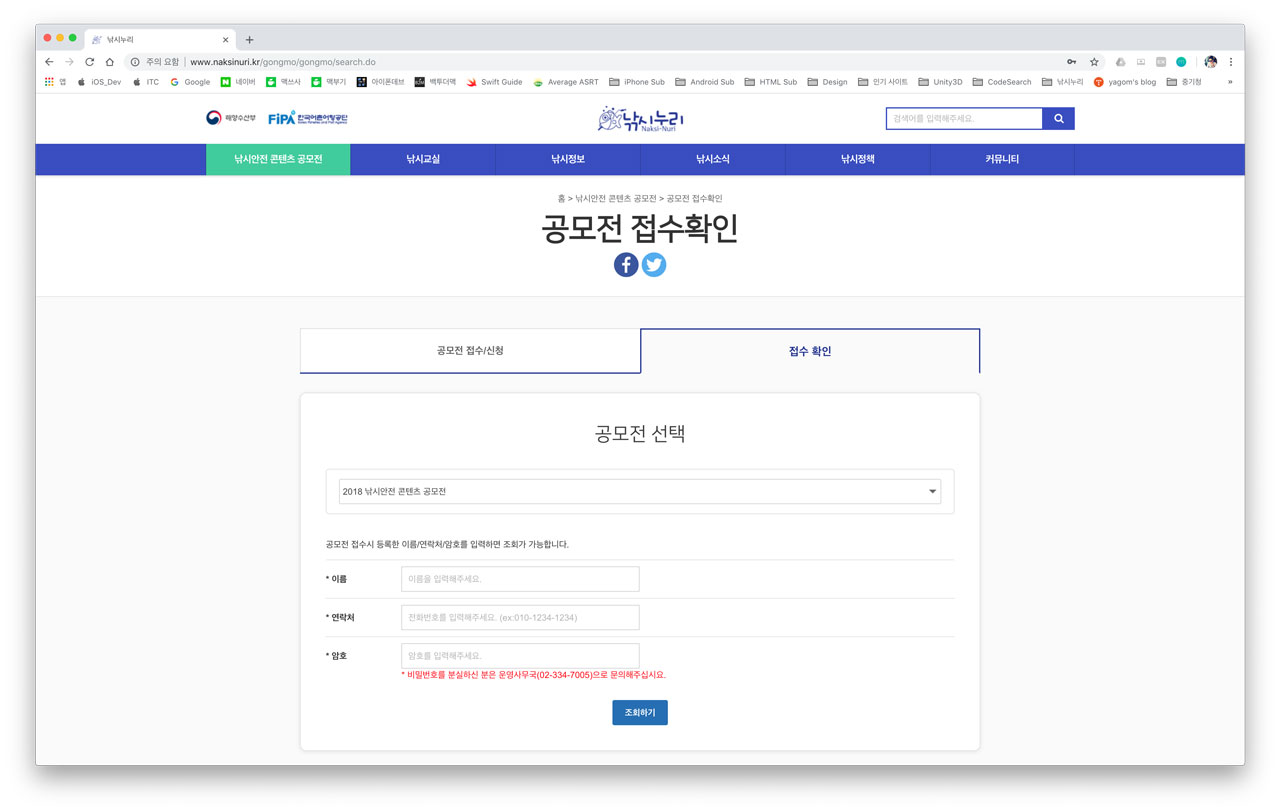 낚시누리
주의 요함 | www.naksinuri.kr/gongmo/gongmo/search.do
앱 iOS_Dev ITC Google 네이버 맥쓰사 맥부기 아이폰데브 백투더맥 Swift Guide Average ASRT iPhone Sub Android Sub HTML Sub Design 인기 사이트 Unity3D CodeSearch 낚시누리 yagom's blog 중기청 »
해양수산부 FiPA 한국어촌어항공단 낚시누리 Naksi-Nuri 검색어를 입력해주세요.
낚시안전 콘텐츠 공모전 낚시교실 낚시정보 낚시소식 낚시정책 커뮤니티
홈 > 낚시안전 콘텐츠 공모전 > 공모전 접수확인
공모전 접수확인
공모전 접수/신청 접수 확인
공모전 선택
2018 낚시안전 콘텐츠 공모전
공모전 접수시 등록한 이름/연락처/암호를 입력하면 조회가 가능합니다.
* 이름 이름을 입력해주세요.
* 연락처 전화번호를 입력해주세요. (ex:010-1234-1234)
* 암호 암호를 입력해주세요.
* 비밀번호를 분실하신 분은 운영사무국(02-334-7005)으로 문의해주십시요.
조회하기